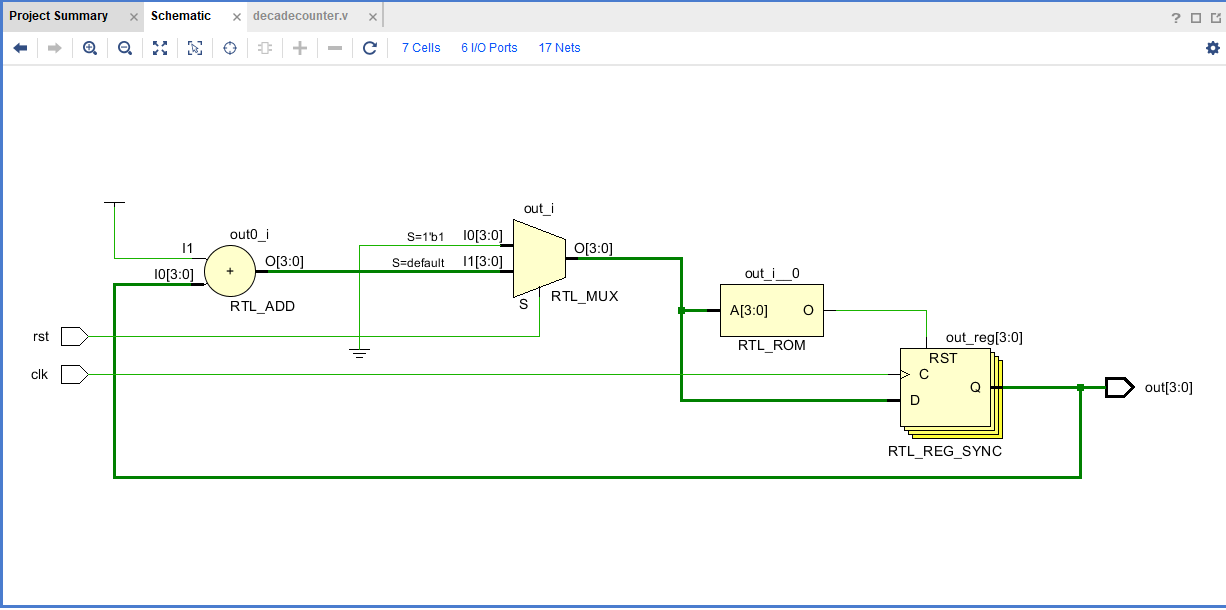 Project Summary × Schematic × decadecounter.v × ?
7 Cells 6 I/O Ports 17 Nets
out_i
out0_i
S=1'b1 I0[3:0]
I1
O[3:0]
O[3:0]
S=default I1[3:0]
I0[3:0]
+
out_i__0
RTL_MUX
S
RTL_ADD
A[3:0] O
rst
out_reg[3:0]
RTL_ROM
RST
clk
C
Q
out[3:0]
D
RTL_REG_SYNC